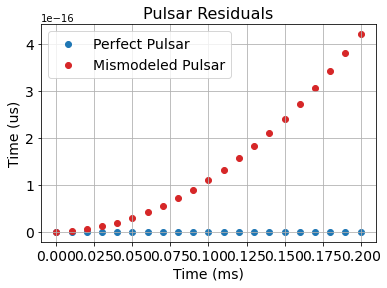 Pulsar Residuals
1e−16
Perfect Pulsar
Mismodeled Pulsar
4
3
2
1
0
Time (us)
0.000 0.025 0.050 0.075 0.100 0.125 0.150 0.175 0.200
Time (ms)